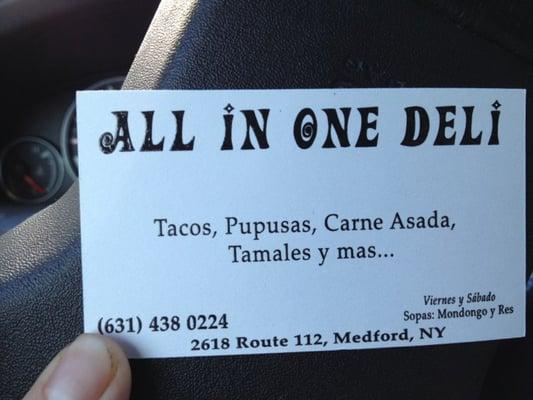 ALL IN ONE DELI
Tacos, Pupusas, Carne Asada,
Tamales y mas...
Viernes y Sábado
Sopas: Mondongo y Res
(631) 438 0224
2618 Route 112, Medford, NY